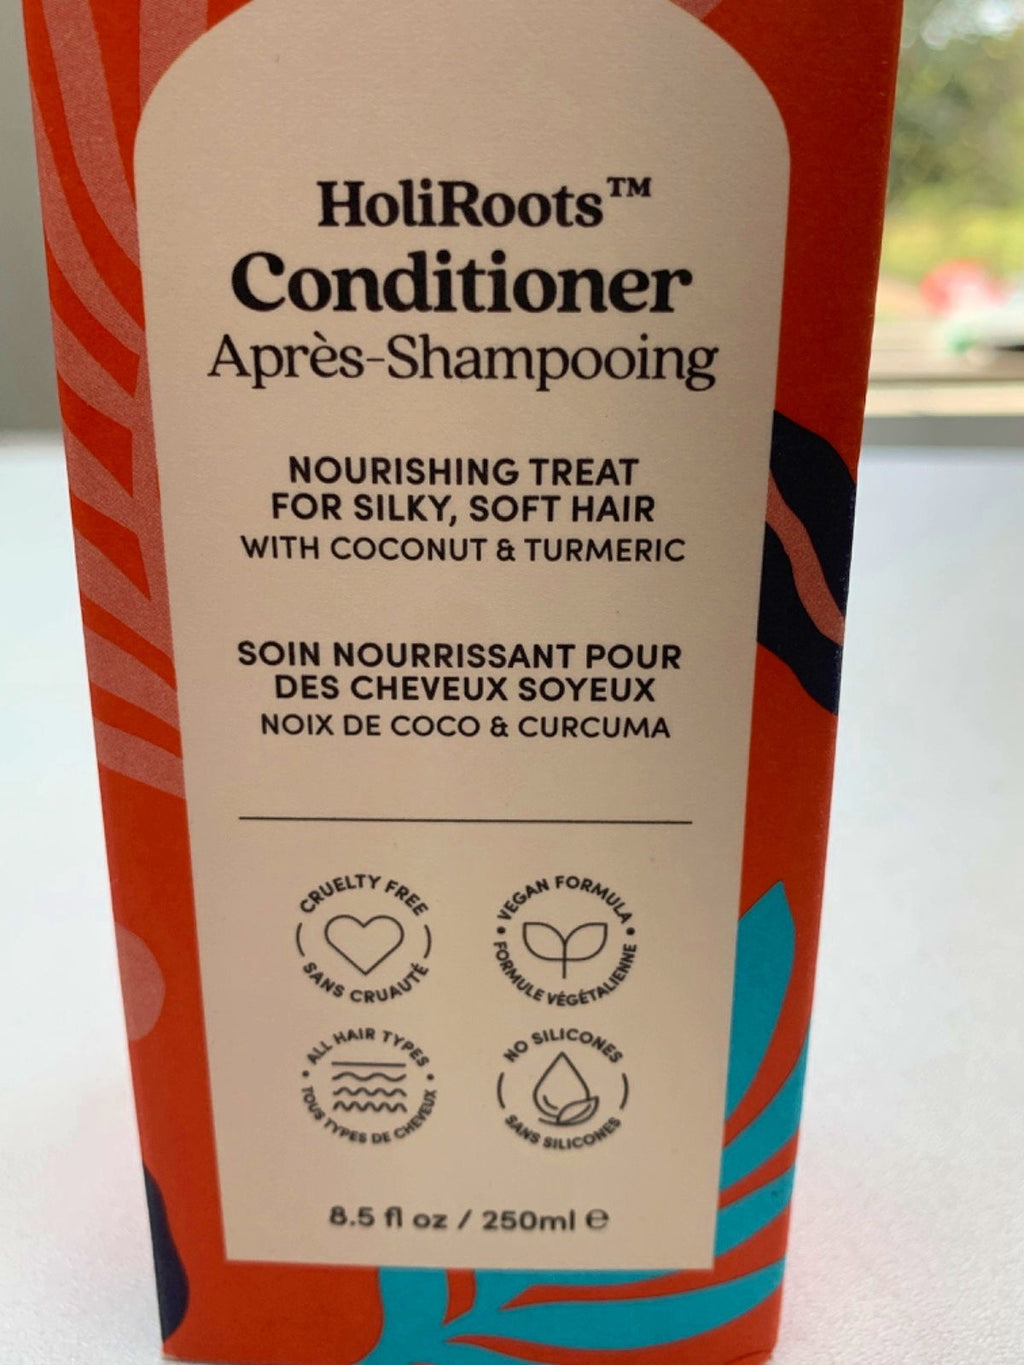 HoliRoots™
Conditioner
Après-Shampooing
NOURISHING TREAT
FOR SILKY, SOFT HAIR
WITH COCONUT & TURMERIC
SOIN NOURRISSANT POUR
DES CHEVEUX SOYEUX
NOIX DE COCO & CURCUMA
CRUELTY FREE
SANS CRUAUTÉ
• VEGAN FORMULA •
FORMULE VÉGÉTALIENNE
• ALL HAIR TYPES •
TOUS TYPES DE CHEVEUX
NO SILICONES
SANS SILICONES
8.5 fl oz / 250ml ℮